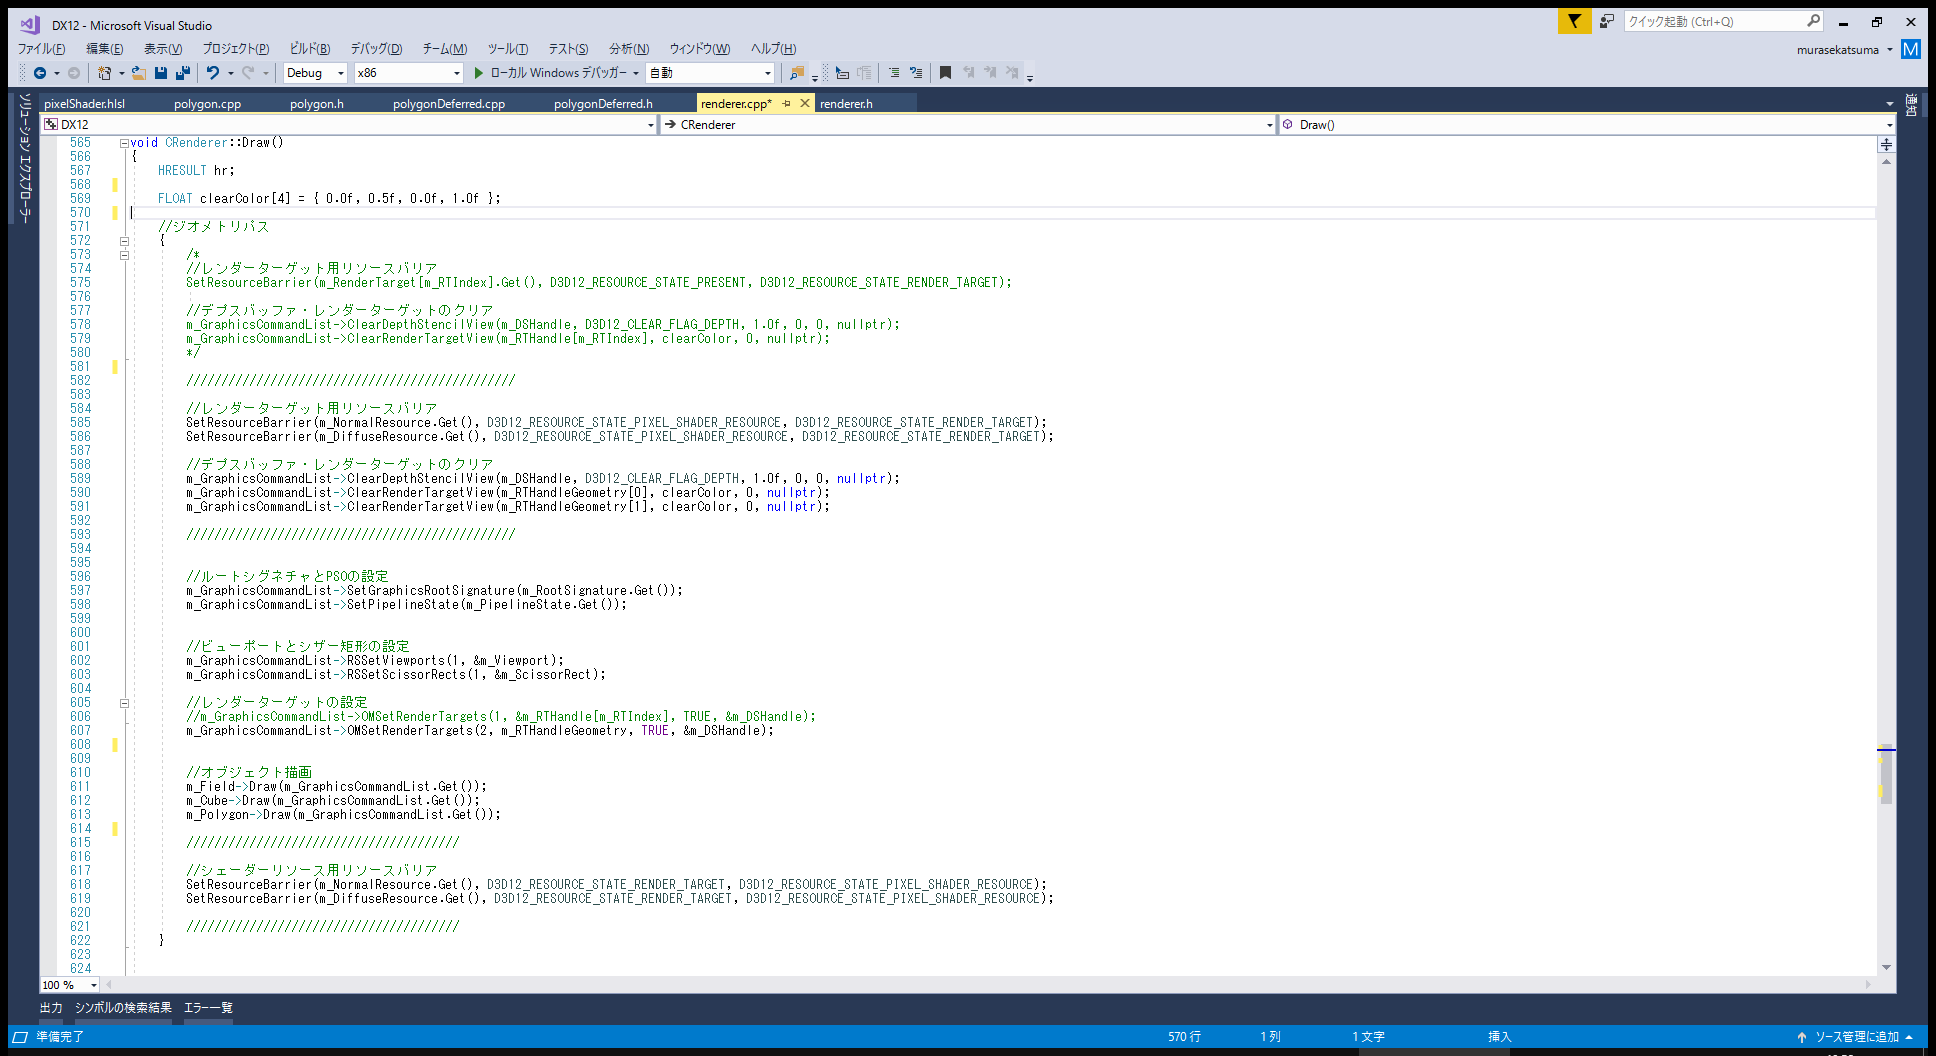 DX12 - Microsoft Visual Studio
クイック起動 (Ctrl+Q)
ファイル(F) 編集(E) 表示(V) プロジェクト(P) ビルド(B) デバッグ(D) チーム(M) ツール(T) テスト(S) 分析(N) ウィンドウ(W) ヘルプ(H)
murasekatsuma M
Debug x86 ローカル Windows デバッガー 自動
ソリューション エクスプローラー
通知
pixelShader.hlsl polygon.cpp polygon.h polygonDeferred.cpp polygonDeferred.h renderer.cpp* renderer.h
DX12 CRenderer Draw()
565 void CRenderer::Draw()
566 {
567 HRESULT hr;
568
569 FLOAT clearColor[4] = { 0.0f, 0.5f, 0.0f, 1.0f };
570
571 //ジオメトリパス
572 {
573 /*
574 //レンダーターゲット用リソースバリア
575 SetResourceBarrier(m_RenderTarget[m_RTIndex].Get(), D3D12_RESOURCE_STATE_PRESENT, D3D12_RESOURCE_STATE_RENDER_TARGET);
576
577 //デプスバッファ・レンダーターゲットのクリア
578 m_GraphicsCommandList->ClearDepthStencilView(m_DSHandle, D3D12_CLEAR_FLAG_DEPTH, 1.0f, 0, 0, nullptr);
579 m_GraphicsCommandList->ClearRenderTargetView(m_RTHandle[m_RTIndex], clearColor, 0, nullptr);
580 */
581
582 ///////////////////////////////////////////////
583
584 //レンダーターゲット用リソースバリア
585 SetResourceBarrier(m_NormalResource.Get(), D3D12_RESOURCE_STATE_PIXEL_SHADER_RESOURCE, D3D12_RESOURCE_STATE_RENDER_TARGET);
586 SetResourceBarrier(m_DiffuseResource.Get(), D3D12_RESOURCE_STATE_PIXEL_SHADER_RESOURCE, D3D12_RESOURCE_STATE_RENDER_TARGET);
587
588 //デプスバッファ・レンダーターゲットのクリア
589 m_GraphicsCommandList->ClearDepthStencilView(m_DSHandle, D3D12_CLEAR_FLAG_DEPTH, 1.0f, 0, 0, nullptr);
590 m_GraphicsCommandList->ClearRenderTargetView(m_RTHandleGeometry[0], clearColor, 0, nullptr);
591 m_GraphicsCommandList->ClearRenderTargetView(m_RTHandleGeometry[1], clearColor, 0, nullptr);
592
593 ///////////////////////////////////////////////
594
595
596 //ルートシグネチャとPSOの設定
597 m_GraphicsCommandList->SetGraphicsRootSignature(m_RootSignature.Get());
598 m_GraphicsCommandList->SetPipelineState(m_PipelineState.Get());
599
600
601 //ビューポートとシザー矩形の設定
602 m_GraphicsCommandList->RSSetViewports(1, &m_Viewport);
603 m_GraphicsCommandList->RSSetScissorRects(1, &m_ScissorRect);
604
605 //レンダーターゲットの設定
606 //m_GraphicsCommandList->OMSetRenderTargets(1, &m_RTHandle[m_RTIndex], TRUE, &m_DSHandle);
607 m_GraphicsCommandList->OMSetRenderTargets(2, m_RTHandleGeometry, TRUE, &m_DSHandle);
608
609
610 //オブジェクト描画
611 m_Field->Draw(m_GraphicsCommandList.Get());
612 m_Cube->Draw(m_GraphicsCommandList.Get());
613 m_Polygon->Draw(m_GraphicsCommandList.Get());
614
615 ///////////////////////////////////////
616
617 //シェーダーリソース用リソースバリア
618 SetResourceBarrier(m_NormalResource.Get(), D3D12_RESOURCE_STATE_RENDER_TARGET, D3D12_RESOURCE_STATE_PIXEL_SHADER_RESOURCE);
619 SetResourceBarrier(m_DiffuseResource.Get(), D3D12_RESOURCE_STATE_RENDER_TARGET, D3D12_RESOURCE_STATE_PIXEL_SHADER_RESOURCE);
620
621 ///////////////////////////////////////
622 }
623
624
100 %
出力 シンボルの検索結果 エラー一覧
準備完了 570 行 1 列 1 文字 挿入 ソース管理に追加